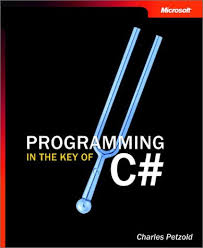 Microsoft
PROGRAMMING
IN THE KEY OF
C#
Charles Petzold